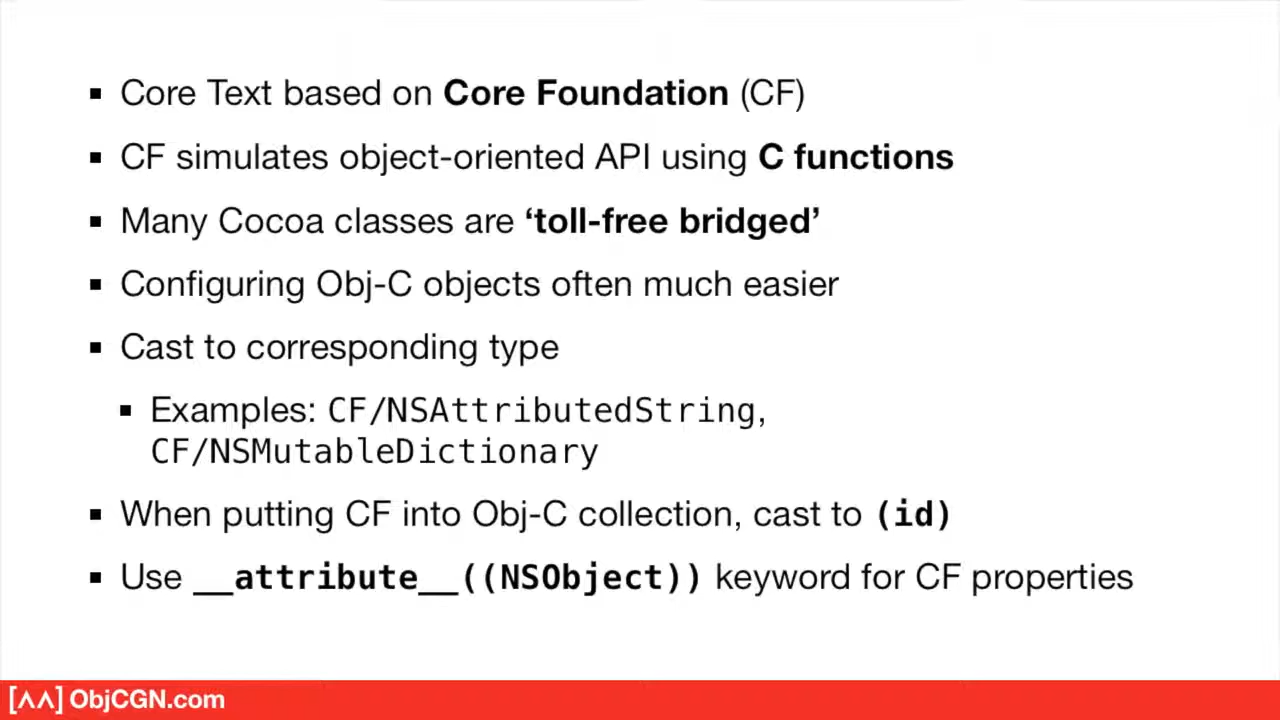 ▪ Core Text based on Core Foundation (CF)
▪ CF simulates object-oriented API using C functions
▪ Many Cocoa classes are ‘toll-free bridged’
▪ Configuring Obj-C objects often much easier
▪ Cast to corresponding type
▪ Examples: CF/NSAttributedString,
CF/NSMutableDictionary
▪ When putting CF into Obj-C collection, cast to (id)
▪ Use __attribute__((NSObject)) keyword for CF properties
[ʌʌ] ObjCGN.com